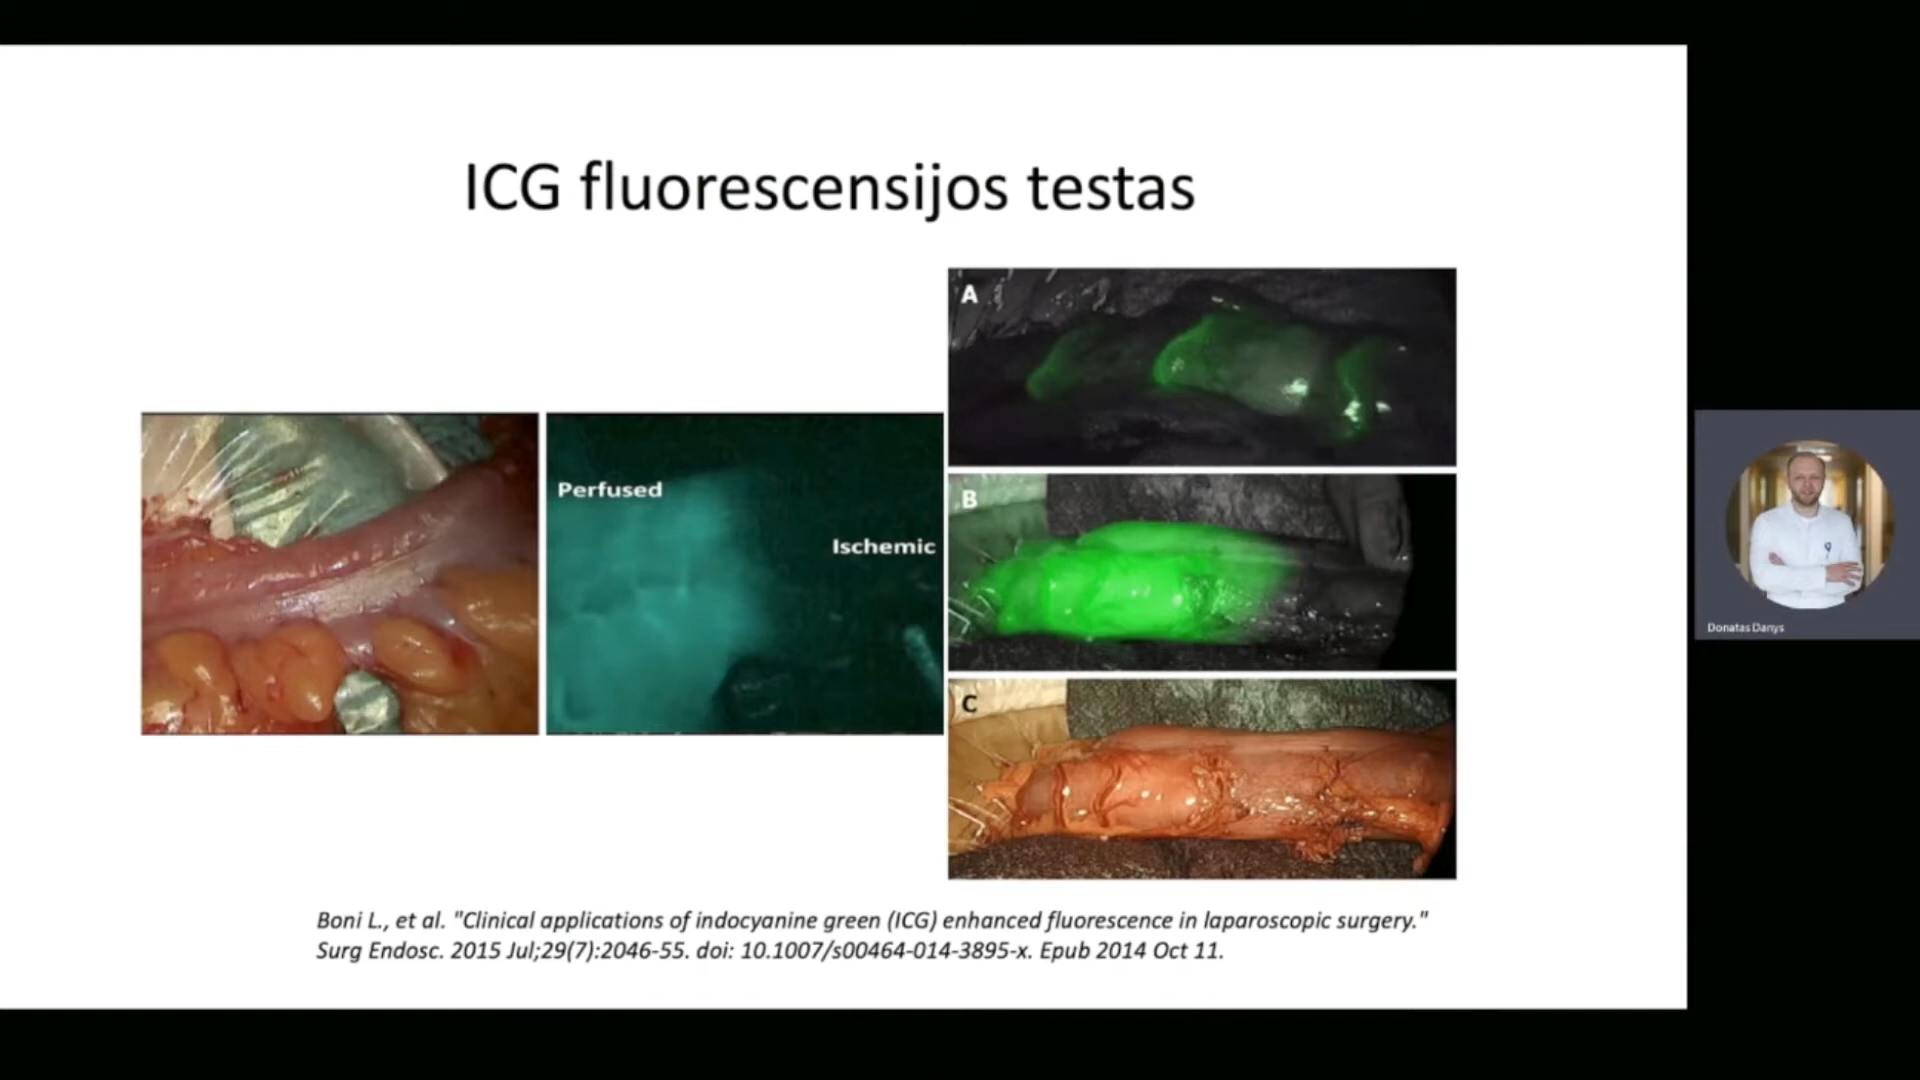 ICG fluorescensijos testas
A
Perfused
B
Ischemic
C
Donatas Danys
Boni L., et al. "Clinical applications of indocyanine green (ICG) enhanced fluorescence in laparoscopic surgery."
Surg Endosc. 2015 Jul;29(7):2046-55. doi: 10.1007/s00464-014-3895-x. Epub 2014 Oct 11.